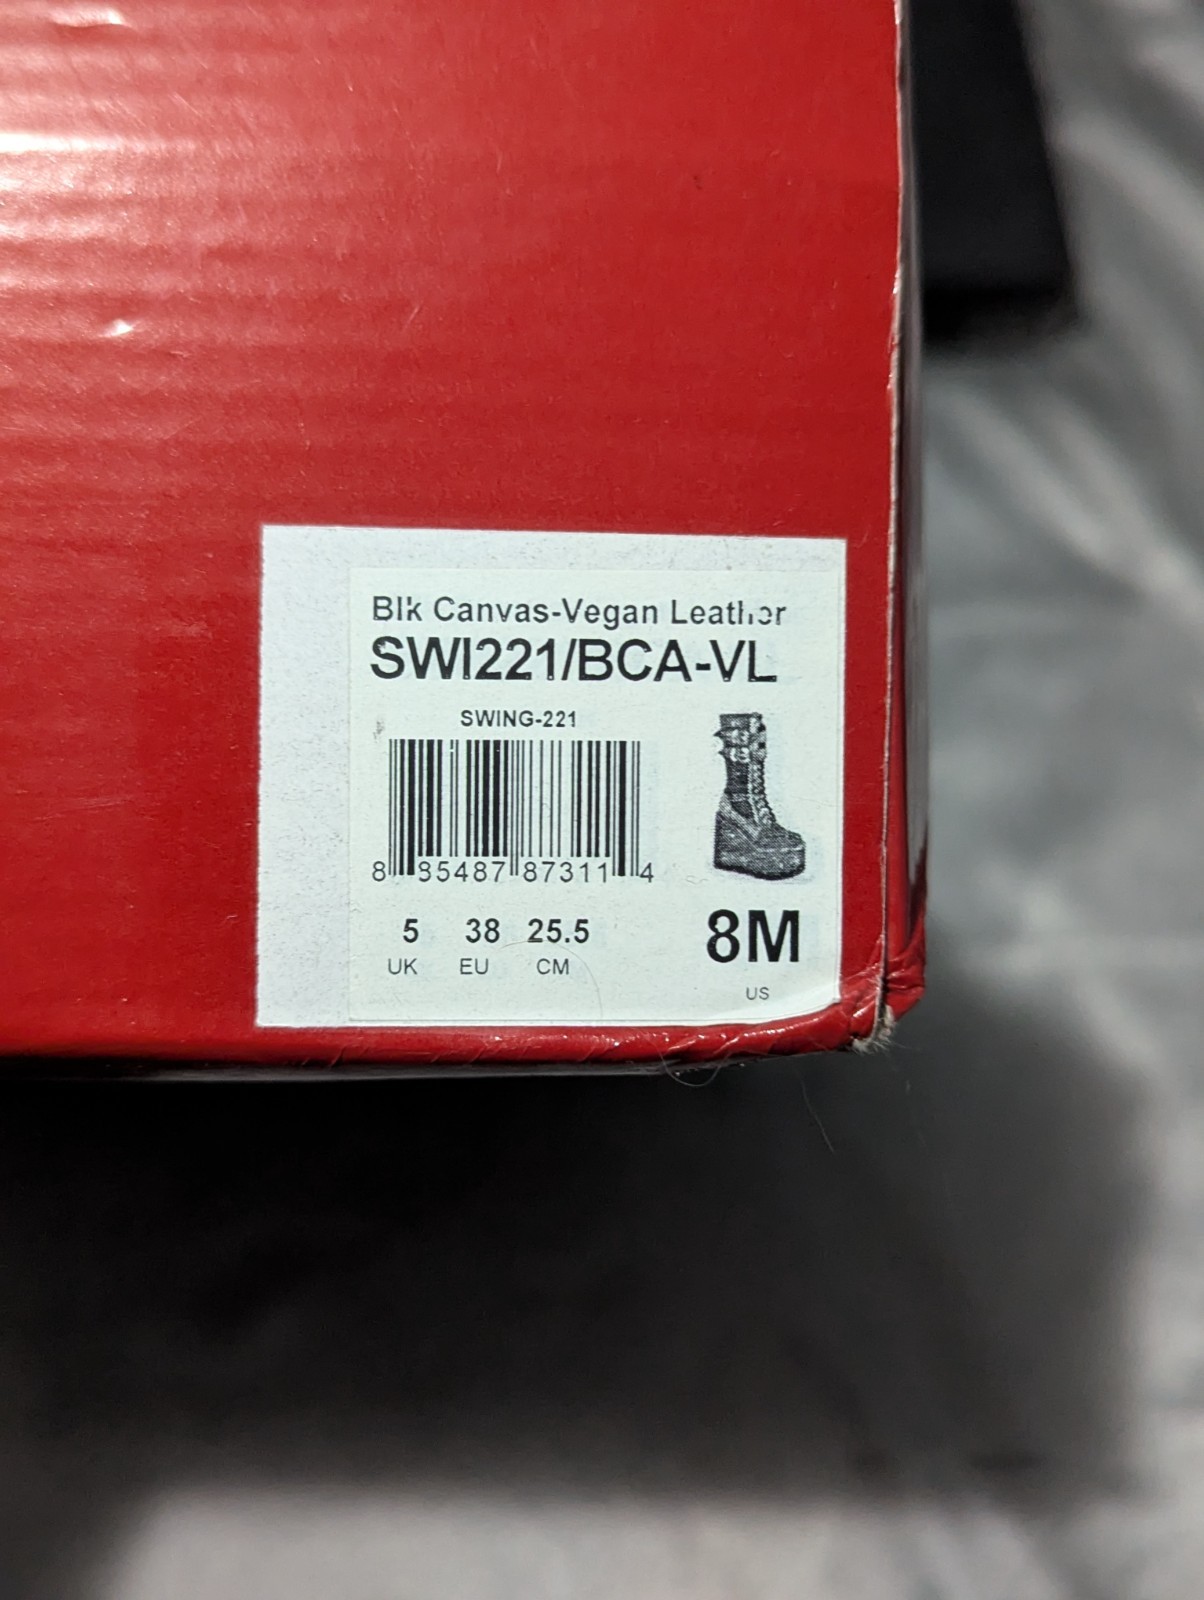 Blk Canvas-Vegan Leather
SWI221/BCA-VL
SWING-221
8 85487 87311 4
5 38 25.5 8M
UK EU CM US